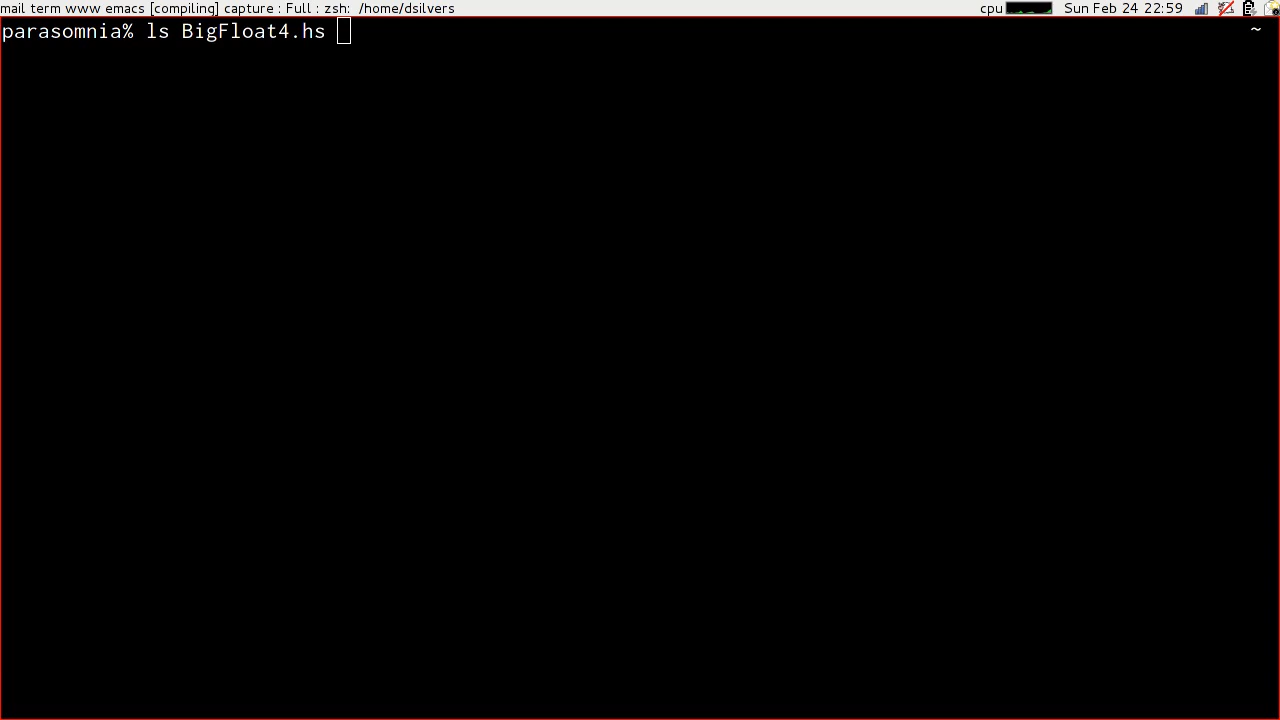 mail term www emacs [compiling] capture : Full : zsh: /home/dsilvers cpu Sun Feb 24 22:59
parasomnia% ls BigFloat4.hs ~